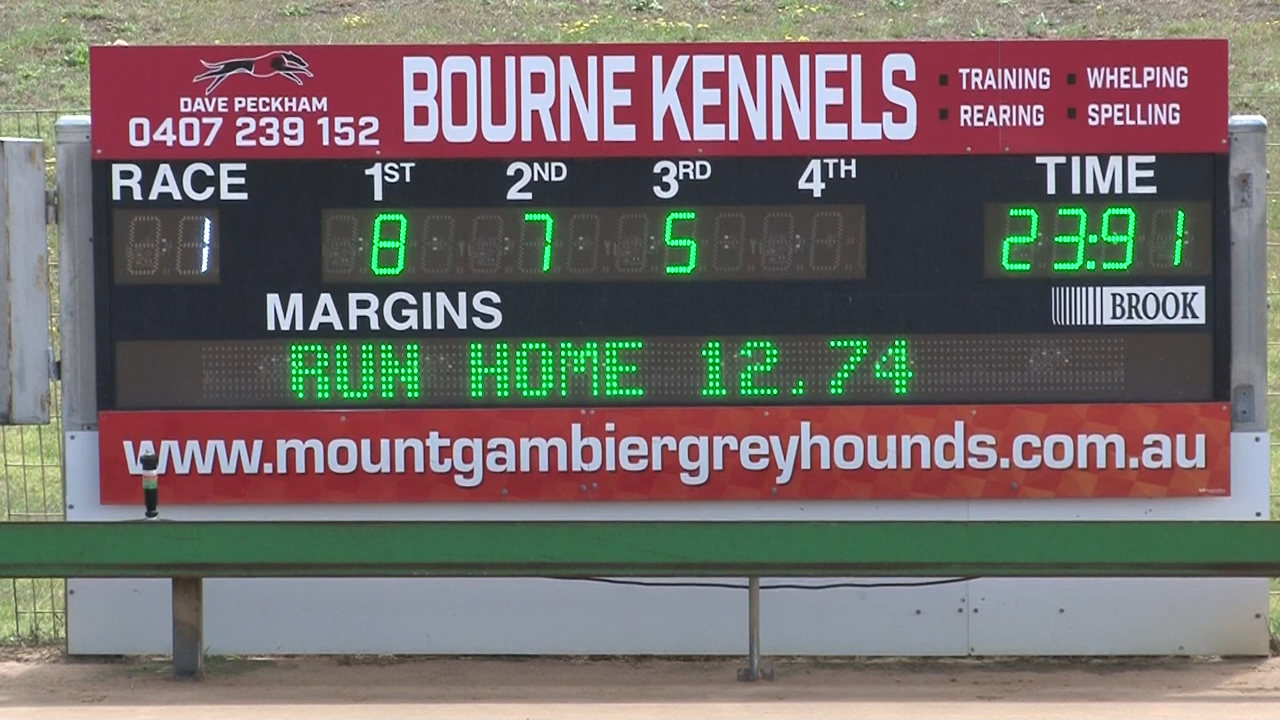 DAVE PECKHAM
0407 239 152
BOURNE KENNELS
TRAINING WHELPING
REARING SPELLING
RACE 1ST 2ND 3RD 4TH TIME
1 8 7 5 23:91
MARGINS
BROOK
RUN HOME 12.74
www.mountgambiergreyhounds.com.au